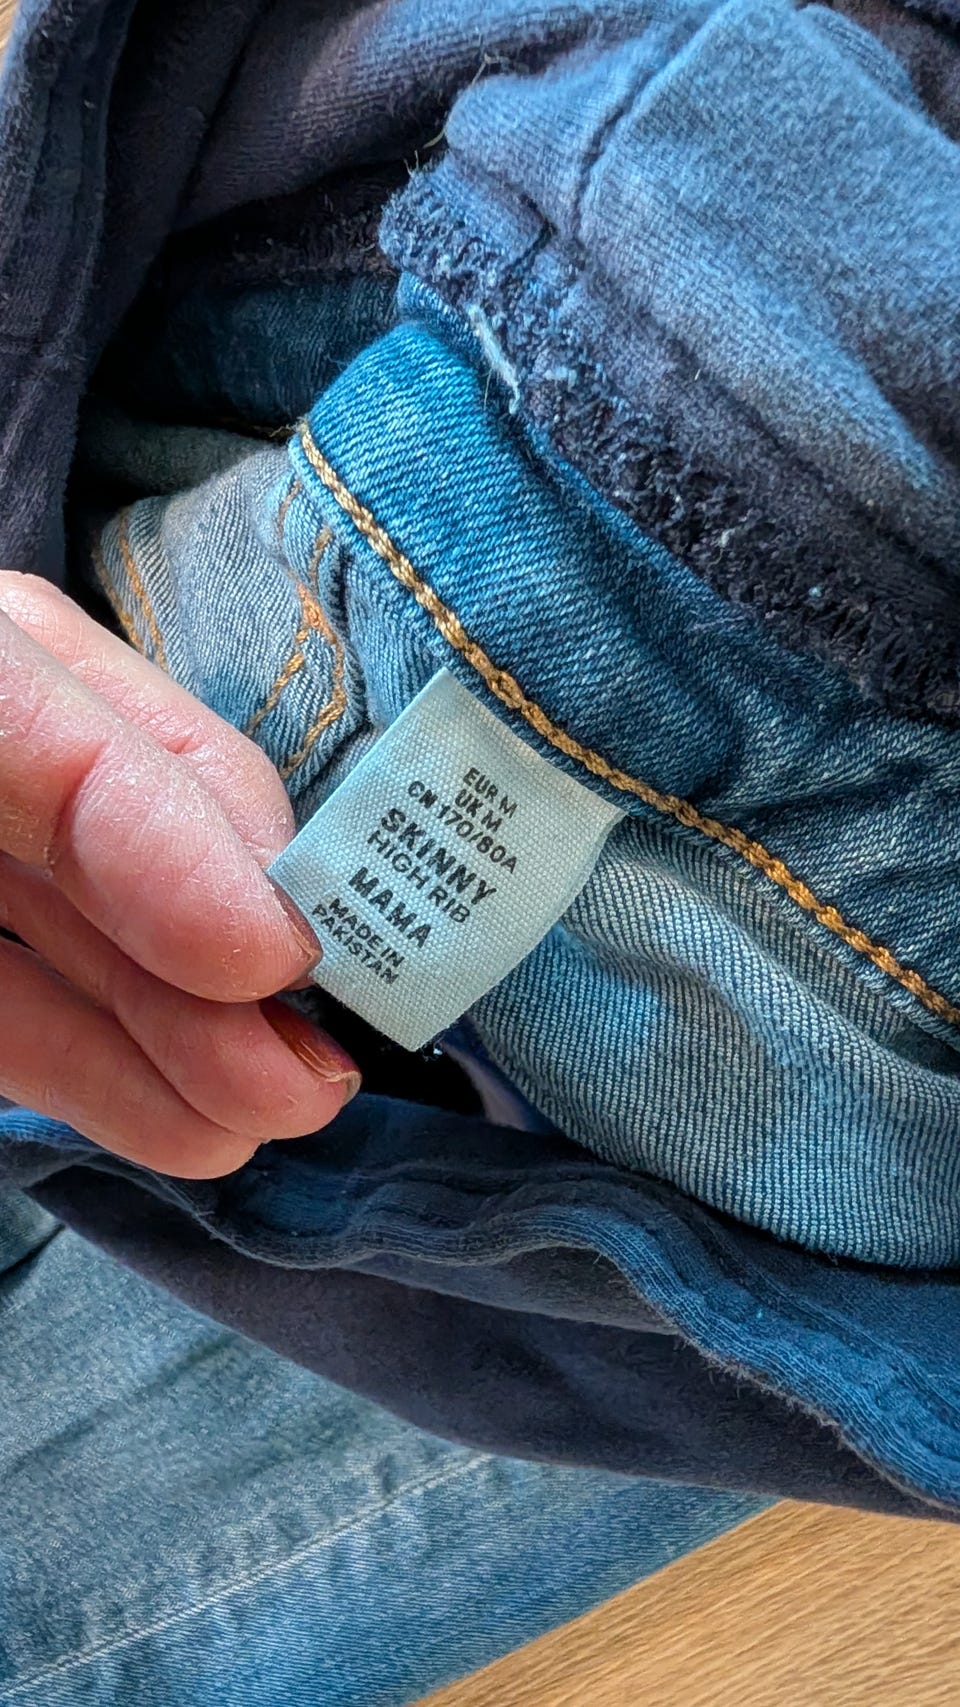 EUR M
UK M
CN 170/80A
SKINNY
HIGH RIB
MAMA
MADE IN
PAKISTAN